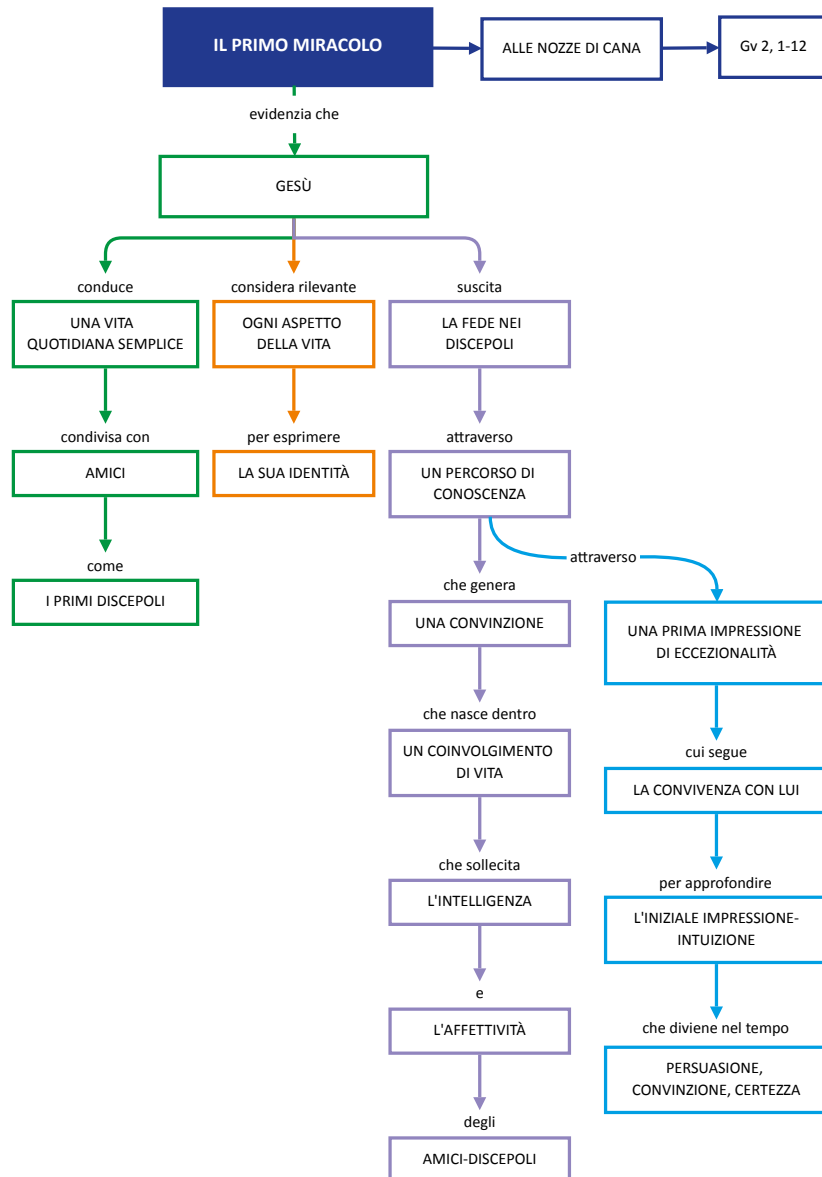 IL PRIMO MIRACOLO
ALLE NOZZE DI CANA
Gv 2, 1-12
evidenzia che
GESÙ
conduce
UNA VITA
QUOTIDIANA SEMPLICE
condivisa con
AMICI
come
I PRIMI DISCEPOLI
considera rilevante
OGNI ASPETTO
DELLA VITA
per esprimere
LA SUA IDENTITÀ
suscita
LA FEDE NEI
DISCEPOLI
attraverso
UN PERCORSO DI
CONOSCENZA
che genera
UNA CONVINZIONE
che nasce dentro
UN COINVOLGIMENTO
DI VITA
che sollecita
L'INTELLIGENZA
e
L'AFFETTIVITÀ
degli
AMICI-DISCEPOLI
attraverso
UNA PRIMA IMPRESSIONE
DI ECCEZIONALITÀ
cui segue
LA CONVIVENZA CON LUI
per approfondire
L'INIZIALE IMPRESSIONE-
INTUIZIONE
che diviene nel tempo
PERSUASIONE,
CONVINZIONE, CERTEZZA